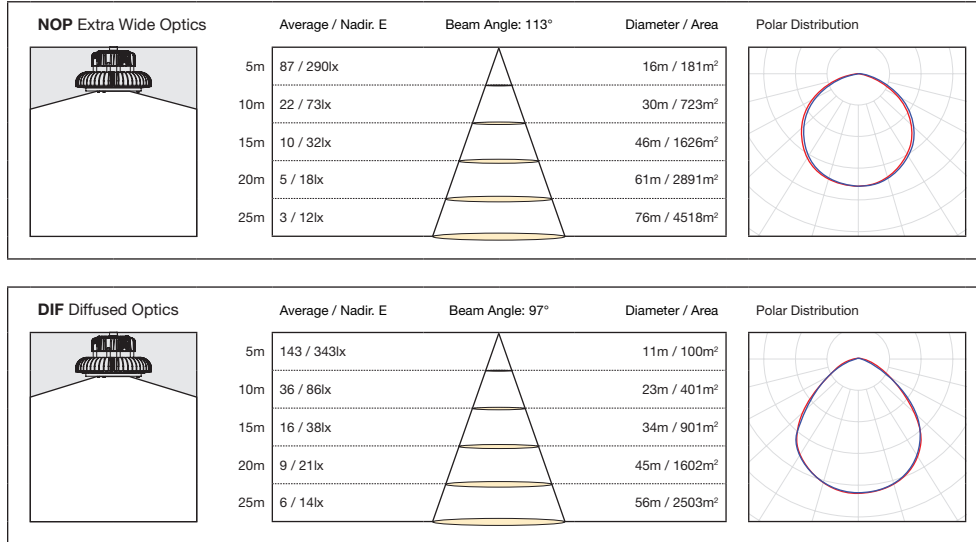 NOP Extra Wide Optics Average / Nadir. E Beam Angle: 113° Diameter / Area Polar Distribution
5m 87 / 290lx 16m / 181m²
10m 22 / 73lx 30m / 723m²
15m 10 / 32lx 46m / 1626m²
20m 5 / 18lx 61m / 2891m²
25m 3 / 12lx 76m / 4518m²
DIF Diffused Optics Average / Nadir. E Beam Angle: 97° Diameter / Area Polar Distribution
5m 143 / 343lx 11m / 100m²
10m 36 / 86lx 23m / 401m²
15m 16 / 38lx 34m / 901m²
20m 9 / 21lx 45m / 1602m²
25m 6 / 14lx 56m / 2503m²